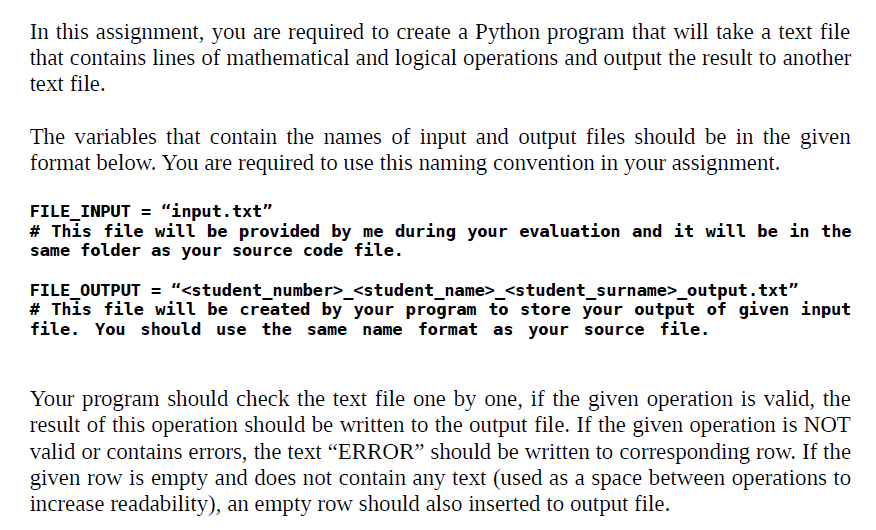 In this assignment, you are required to create a Python program that will take a text file
that contains lines of mathematical and logical operations and output the result to another
text file.
The variables that contain the names of input and output files should be in the given
format below. You are required to use this naming convention in your assignment.
FILE_INPUT = “input.txt”
# This file will be provided by me during your evaluation and it will be in the
same folder as your source code file.
FILE_OUTPUT = “<student_number>_<student_name>_<student_surname>_output.txt”
# This file will be created by your program to store your output of given input
file. You should use the same name format as your source file.
Your program should check the text file one by one, if the given operation is valid, the
result of this operation should be written to the output file. If the given operation is NOT
valid or contains errors, the text “ERROR” should be written to corresponding row. If the
given row is empty and does not contain any text (used as a space between operations to
increase readability), an empty row should also inserted to output file.